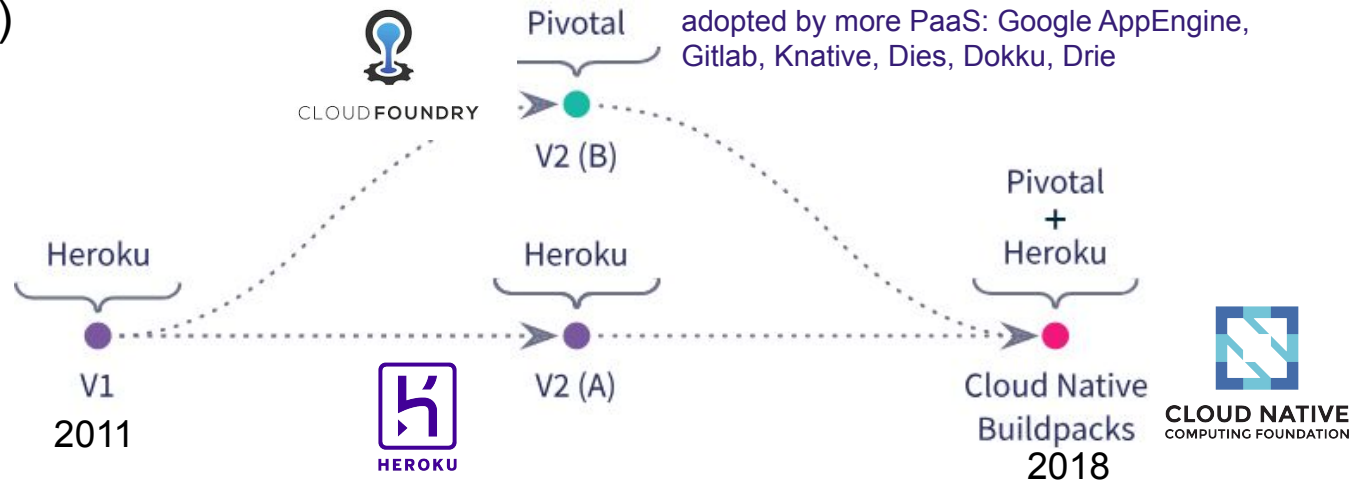 )
Pivotal
adopted by more PaaS: Google AppEngine,
Gitlab, Knative, Dies, Dokku, Drie
CLOUDFOUNDRY
V2 (B)
Pivotal
+
Heroku
Heroku
Heroku
V1
2011
HEROKU
V2 (A)
Cloud Native
Buildpacks
2018
CLOUD NATIVE
COMPUTING FOUNDATION